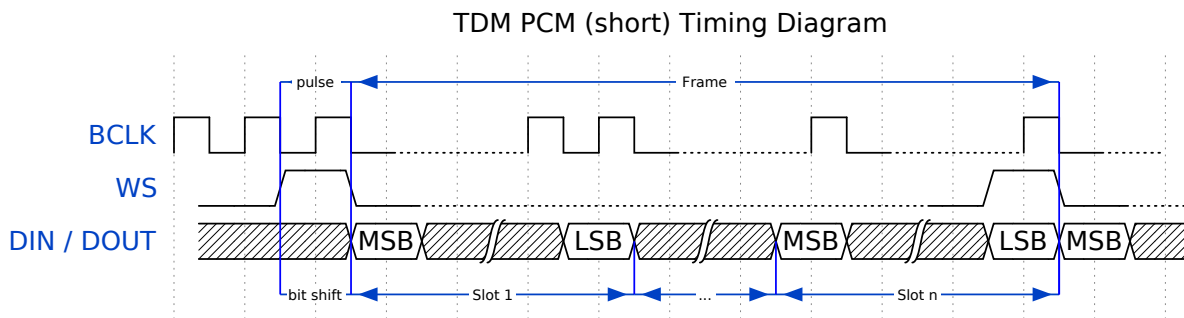 TDM PCM (short) Timing Diagram
pulse
Frame
BCLK
WS
DIN / DOUT
MSB
LSB
MSB
LSB
MSB
bit shift
Slot 1
...
Slot n